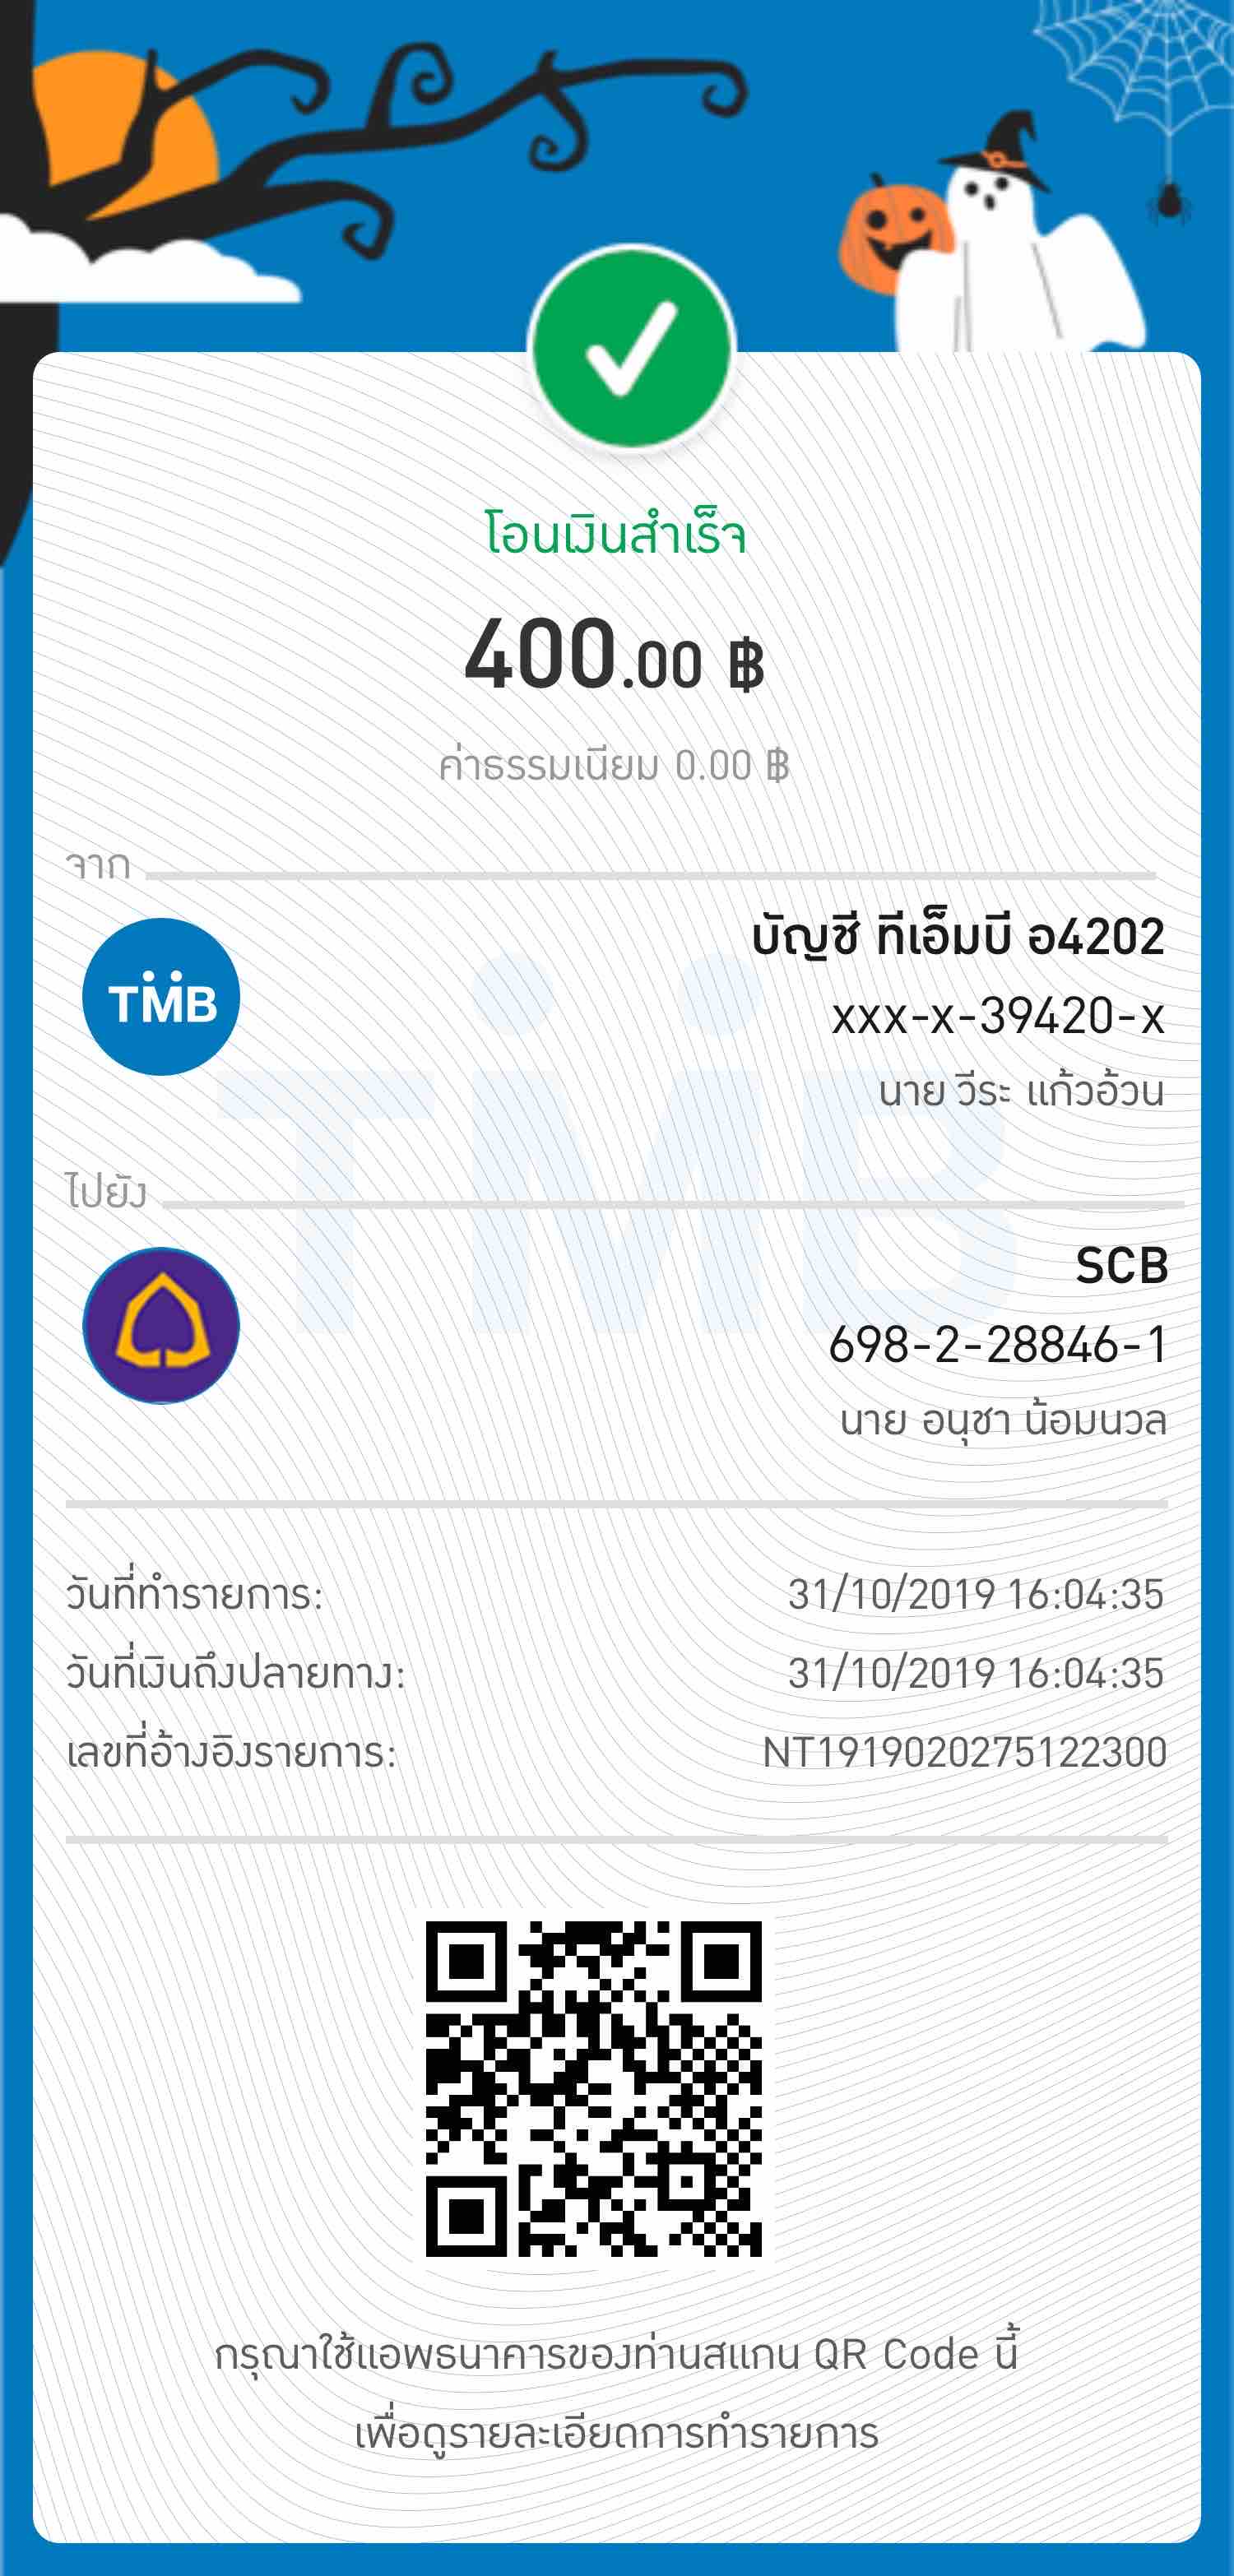 โอนเงินสำเร็จ
400.00 ฿
ค่าธรรมเนียม 0.00 ฿
จาก
TMB
บัญชี ทีเอ็มบี อ4202
xxx-x-39420-x
นาย วีระ แก้วอ้วน
ไปยัง
SCB
698-2-28846-1
นาย อนุชา น้อมนวล
วันที่ทำรายการ: 31/10/2019 16:04:35
วันที่เงินถึงปลายทาง: 31/10/2019 16:04:35
เลขที่อ้างอิงรายการ: NT1919020275122300
TMB
กรุณาใช้แอพธนาคารของท่านสแกน QR Code นี้
เพื่อดูรายละเอียดการทำรายการ